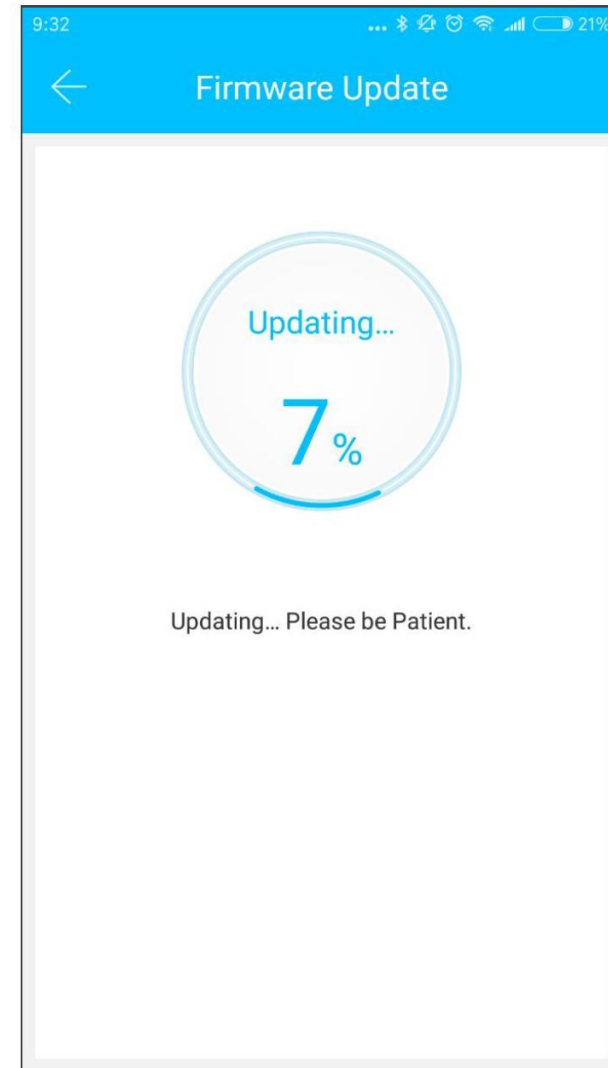 9:32 ... 21%
Firmware Update
Updating...
7%
Updating... Please be Patient.